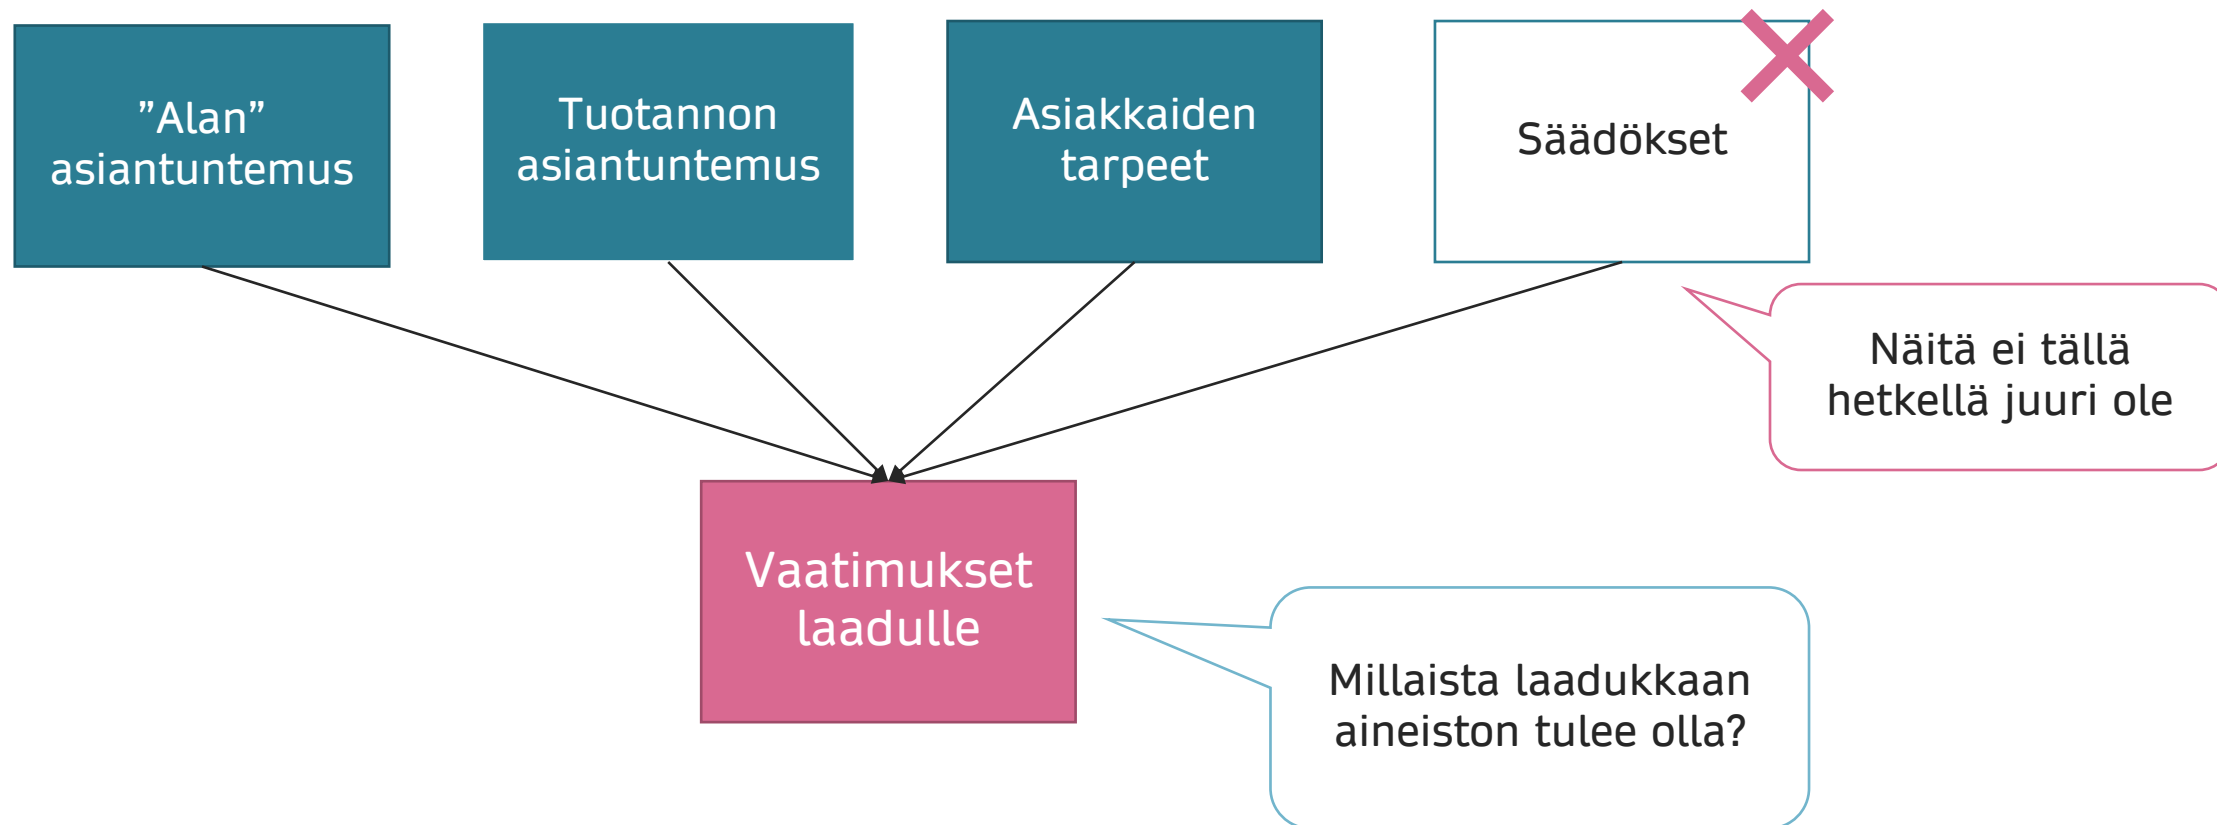 ”Alan”
asiantuntemus
Tuotannon
asiantuntemus
Asiakkaiden
tarpeet
Säädökset
Näitä ei tällä
hetkellä juuri ole
Vaatimukset
laadulle
Millaista laadukkaan
aineiston tulee olla?